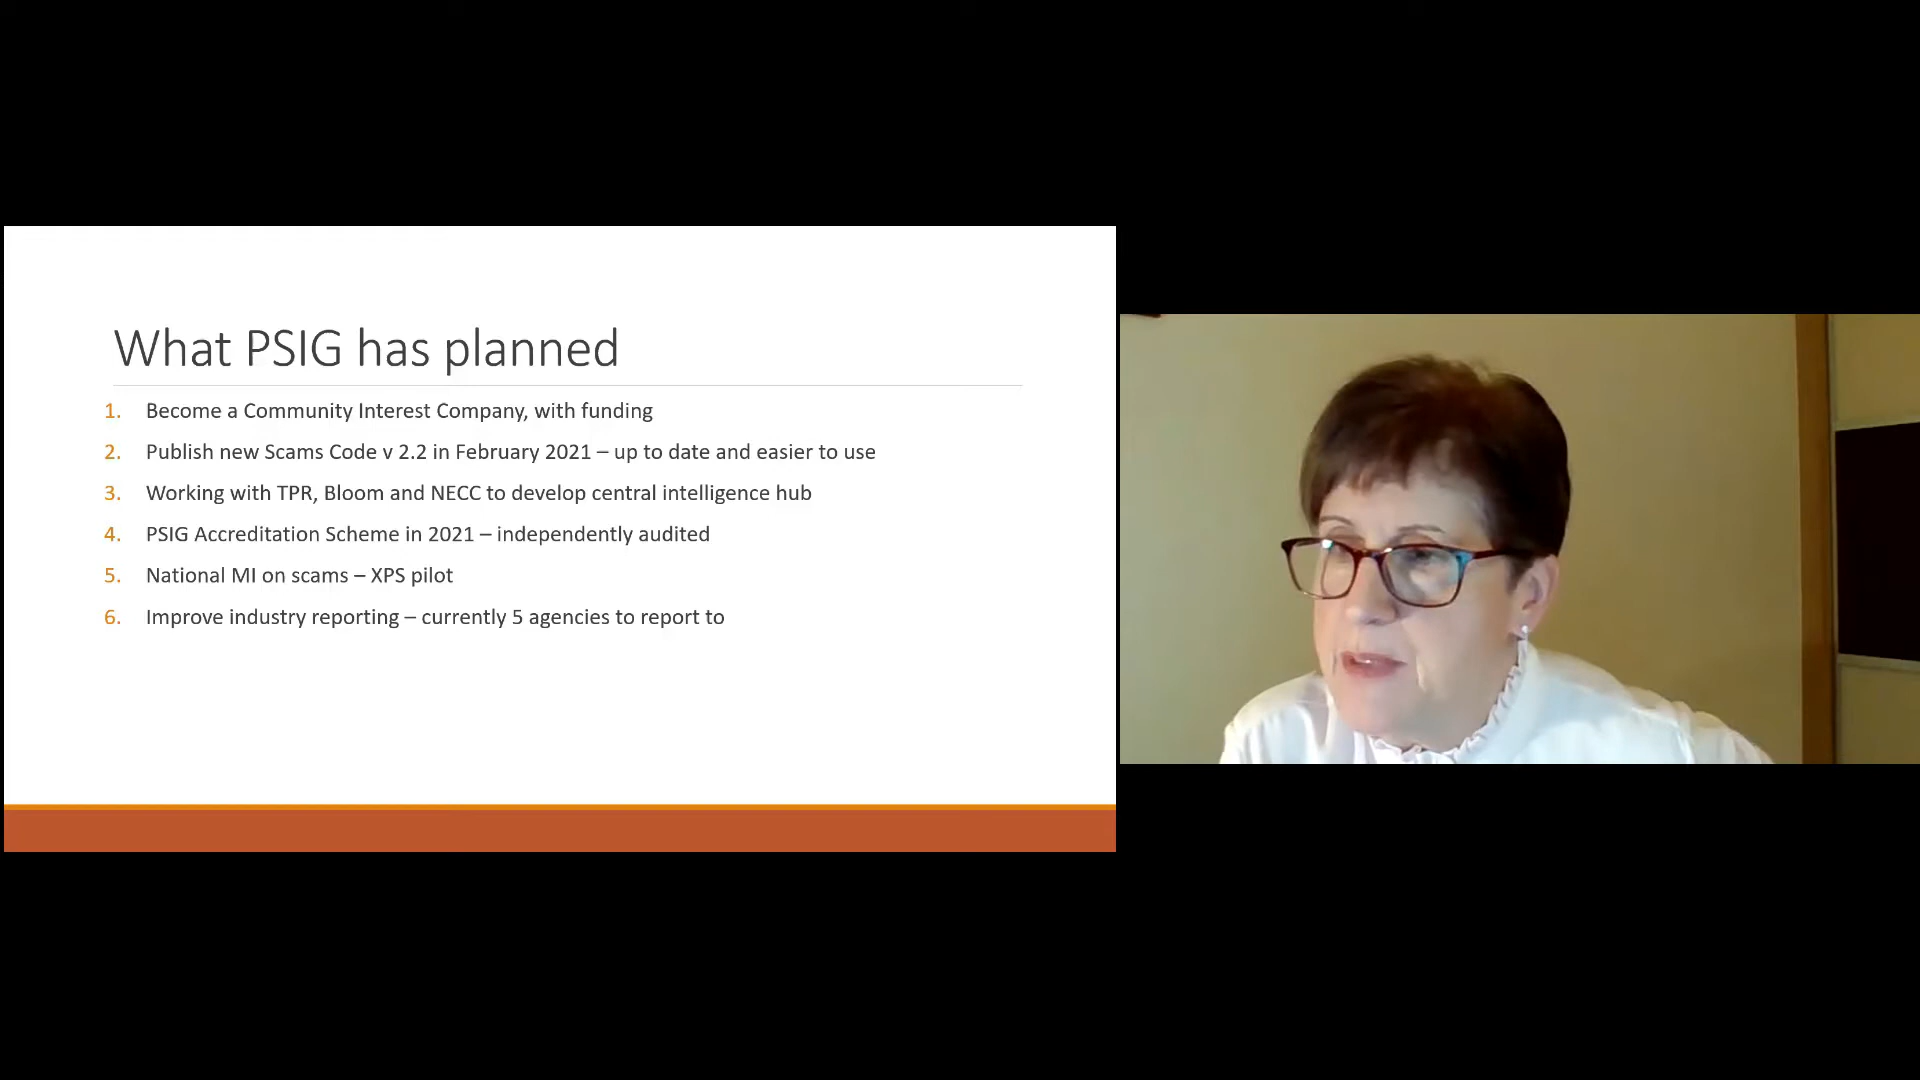 What PSIG has planned
1. Become a Community Interest Company, with funding
2. Publish new Scams Code v 2.2 in February 2021 – up to date and easier to use
3. Working with TPR, Bloom and NECC to develop central intelligence hub
4. PSIG Accreditation Scheme in 2021 – independently audited
5. National MI on scams – XPS pilot
6. Improve industry reporting – currently 5 agencies to report to